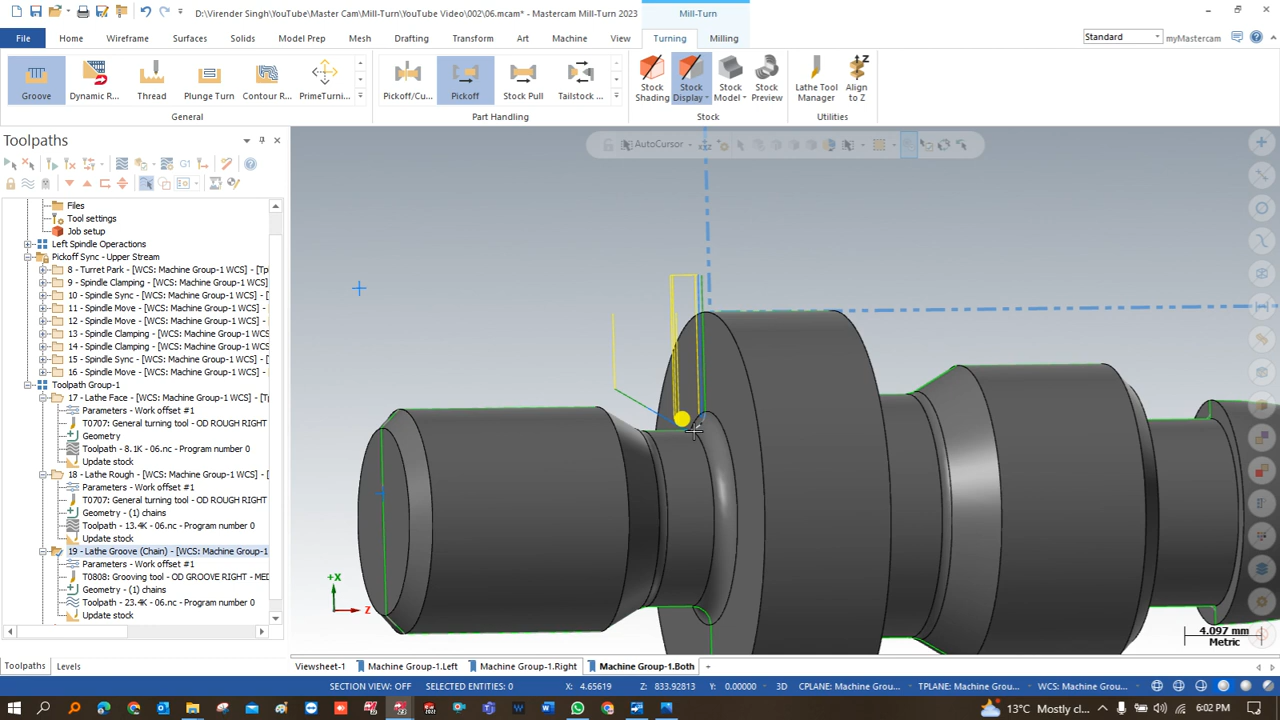 D:\Virender Singh\YouTube\Master Cam\Mill-Turn\YouTube Video\002\06.mcam* - Mastercam Mill-Turn 2023
Mill-Turn
File
Home
Wireframe
Surfaces
Solids
Model Prep
Mesh
Drafting
Transform
Art
Machine
View
Turning
Milling
Standard
myMastercam
Groove
Dynamic R...
Thread
Plunge Turn
Contour R...
PrimeTurni...
Pickoff/Cu...
Pickoff
Stock Pull
Tailstock ...
Stock Shading
Stock Display
Stock Model
Stock Preview
Lathe Tool Manager
Align to Z
General
Part Handling
Stock
Utilities
Toolpaths
AutoCursor
G1
Files
Tool settings
Job setup
Left Spindle Operations
Pickoff Sync - Upper Stream
8 - Turret Park - [WCS: Machine Group-1 WCS] - [Tp
9 - Spindle Clamping - [WCS: Machine Group-1 WCS]
10 - Spindle Sync - [WCS: Machine Group-1 WCS] - [
11 - Spindle Move - [WCS: Machine Group-1 WCS] -
12 - Spindle Move - [WCS: Machine Group-1 WCS] -
13 - Spindle Clamping - [WCS: Machine Group-1 WCS]
14 - Spindle Clamping - [WCS: Machine Group-1 WCS]
15 - Spindle Sync - [WCS: Machine Group-1 WCS] - [
16 - Spindle Move - [WCS: Machine Group-1 WCS] -
Toolpath Group-1
17 - Lathe Face - [WCS: Machine Group-1 WCS] - [Tp
Parameters - Work offset #1
T0707: General turning tool - OD ROUGH RIGHT
Geometry
Toolpath - 8.1K - 06.nc - Program number 0
Update stock
18 - Lathe Rough - [WCS: Machine Group-1 WCS] - [
Parameters - Work offset #1
T0707: General turning tool - OD ROUGH RIGHT
Geometry - (1) chains
Toolpath - 13.4K - 06.nc - Program number 0
Update stock
19 - Lathe Groove (Chain) - [WCS: Machine Group-1
Parameters - Work offset #1
T0808: Grooving tool - OD GROOVE RIGHT - MED
Geometry - (1) chains
Toolpath - 23.4K - 06.nc - Program number 0
Update stock
+X
Z
4.097 mm
Metric
Toolpaths
Levels
Viewsheet-1
Machine Group-1.Left
Machine Group-1.Right
Machine Group-1.Both
+
SECTION VIEW: OFF
SELECTED ENTITIES: 0
X: 4.65619
Z: 833.92813
Y: 0.00000
3D
CPLANE: Machine Grou...
TPLANE: Machine Grou...
WCS: Machine Grou...
13°C Mostly cl...
6:02 PM